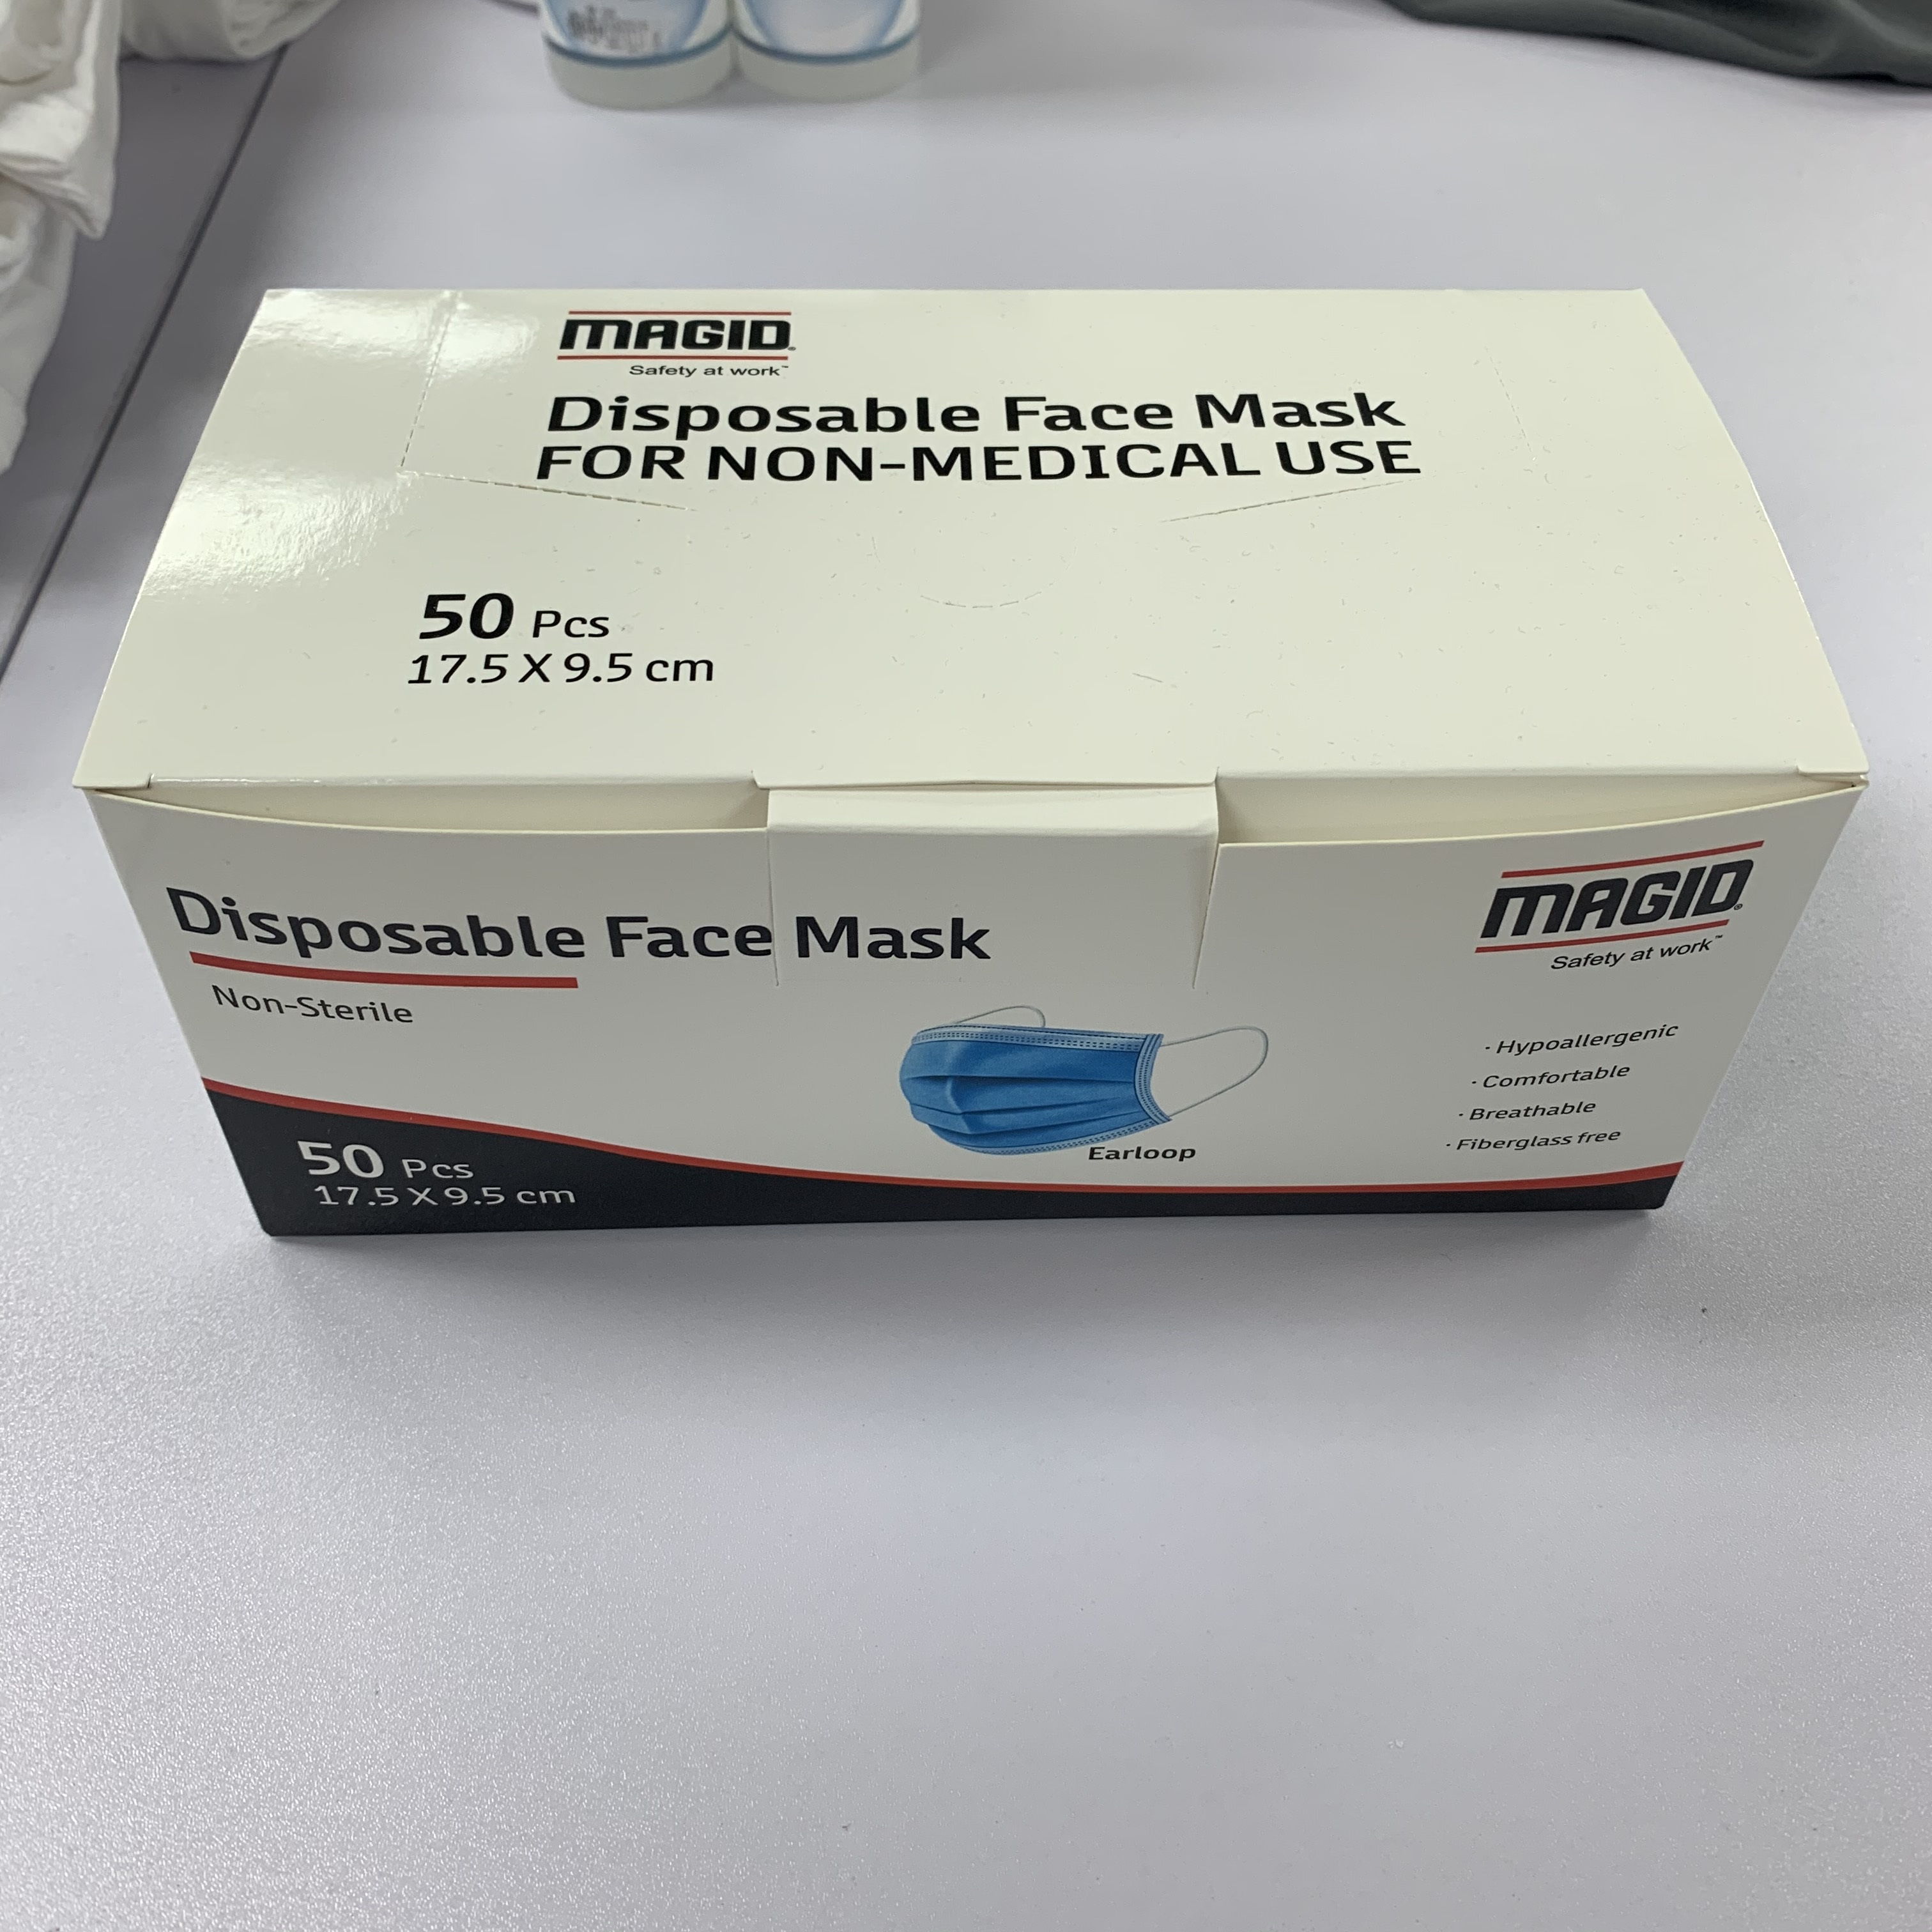 MAGID
Safety at work™
Disposable Face Mask
FOR NON-MEDICAL USE
50 Pcs
17.5 X 9.5 cm
Disposable Face Mask
Non-Sterile
50 Pcs
17.5 X 9.5 cm
Earloop
MAGID®
Safety at work™
· Hypoallergenic
· Comfortable
· Breathable
· Fiberglass free